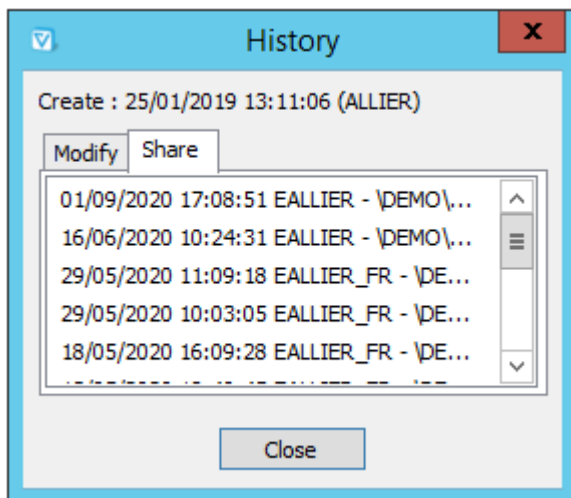 History
x
Create : 25/01/2019 13:11:06 (ALLIER)
Modify Share
01/09/2020 17:08:51 EALLIER - \DEMO\...
16/06/2020 10:24:31 EALLIER - \DEMO\...
29/05/2020 11:09:18 EALLIER_FR - \DE...
29/05/2020 10:03:05 EALLIER_FR - \DE...
18/05/2020 16:09:28 EALLIER_FR - \DE...
Close